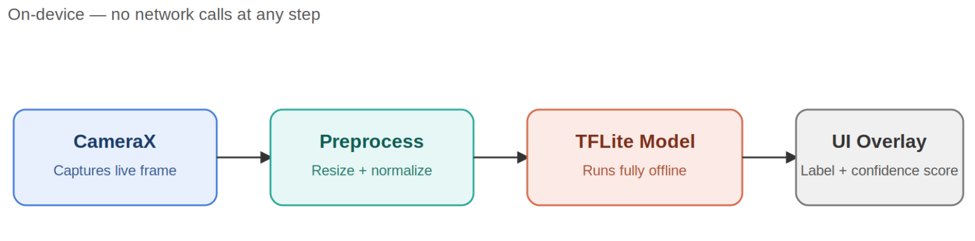 On-device — no network calls at any step
CameraX
Captures live frame
Preprocess
Resize + normalize
TFLite Model
Runs fully offline
UI Overlay
Label + confidence score